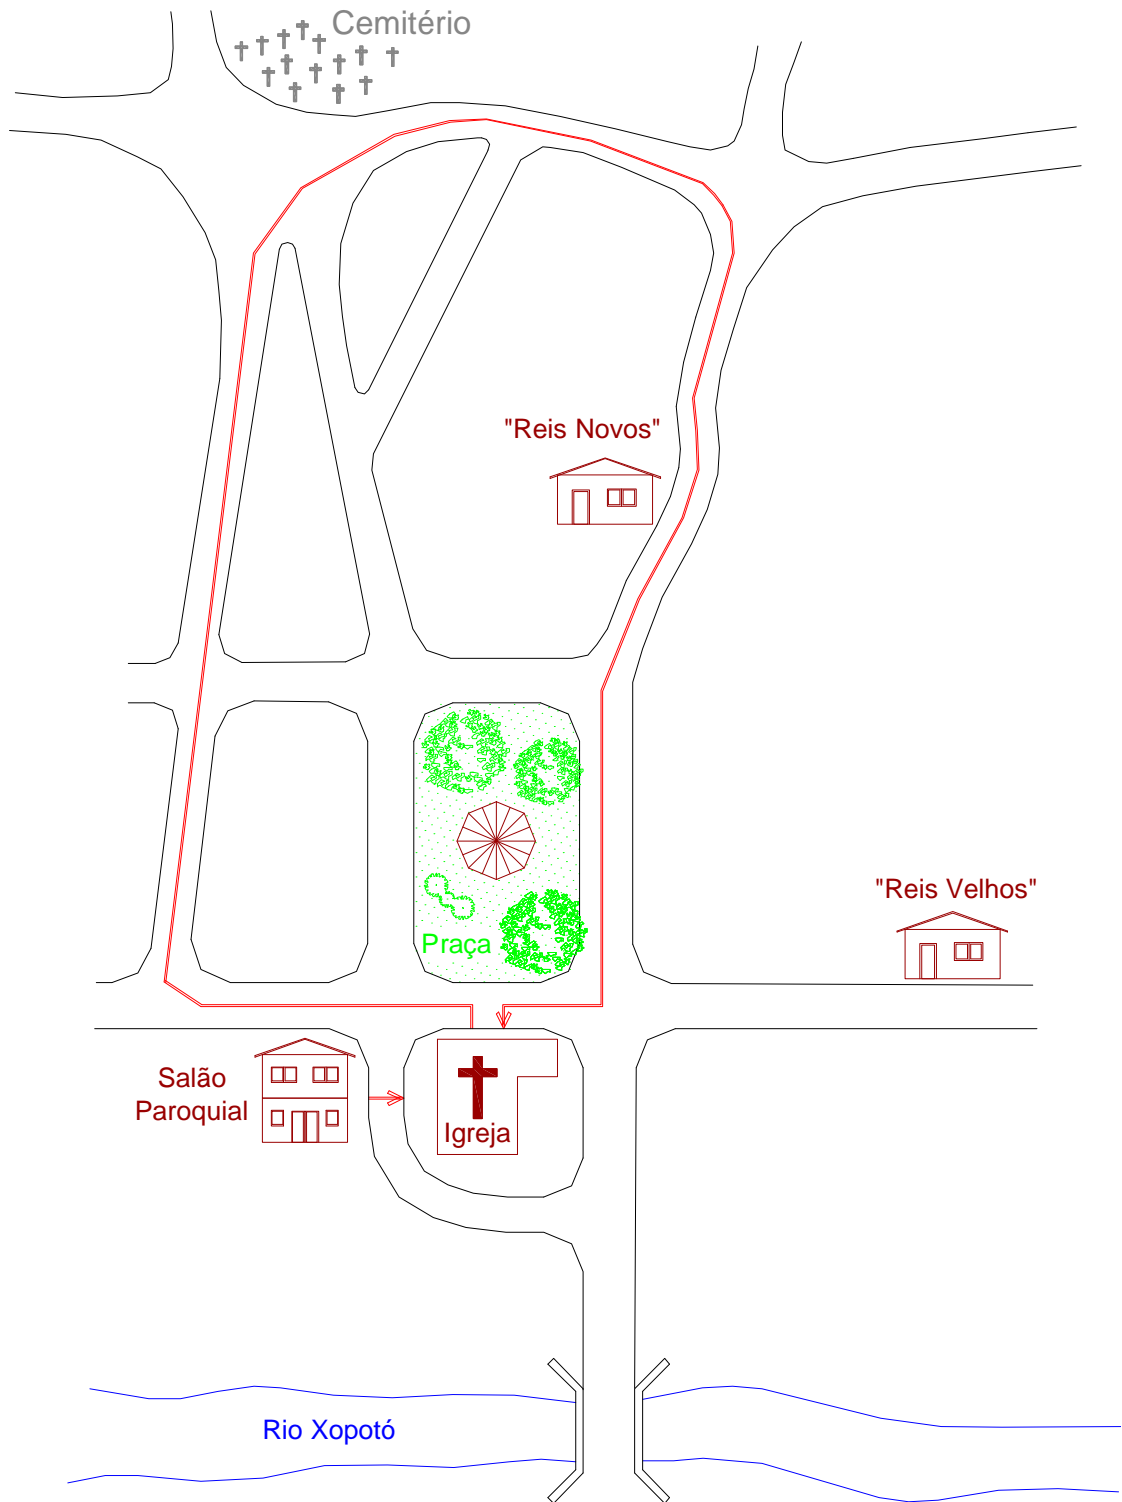 Cemitério
"Reis Novos"
"Reis Velhos"
Praça
Salão
Paroquial
Igreja
Rio Xopotó